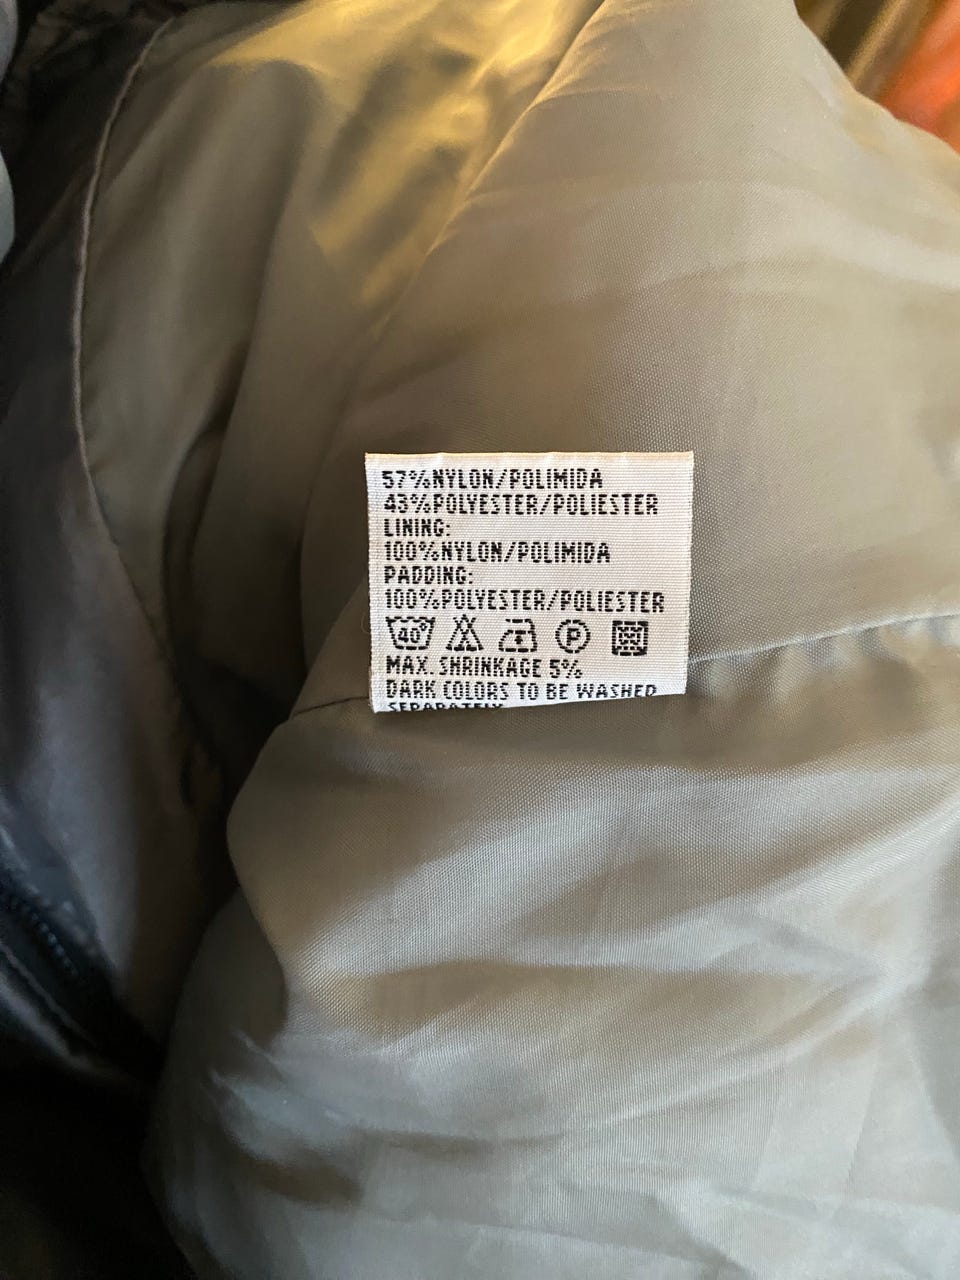 57%NYLON/POLIMIDA
43%POLYESTER/POLIESTER
LINING:
100%NYLON/POLIMIDA
PADDING:
100%POLYESTER/POLIESTER
40° P
MAX. SHRINKAGE 5%
DARK COLORS TO BE WASHED
SEPARATELY